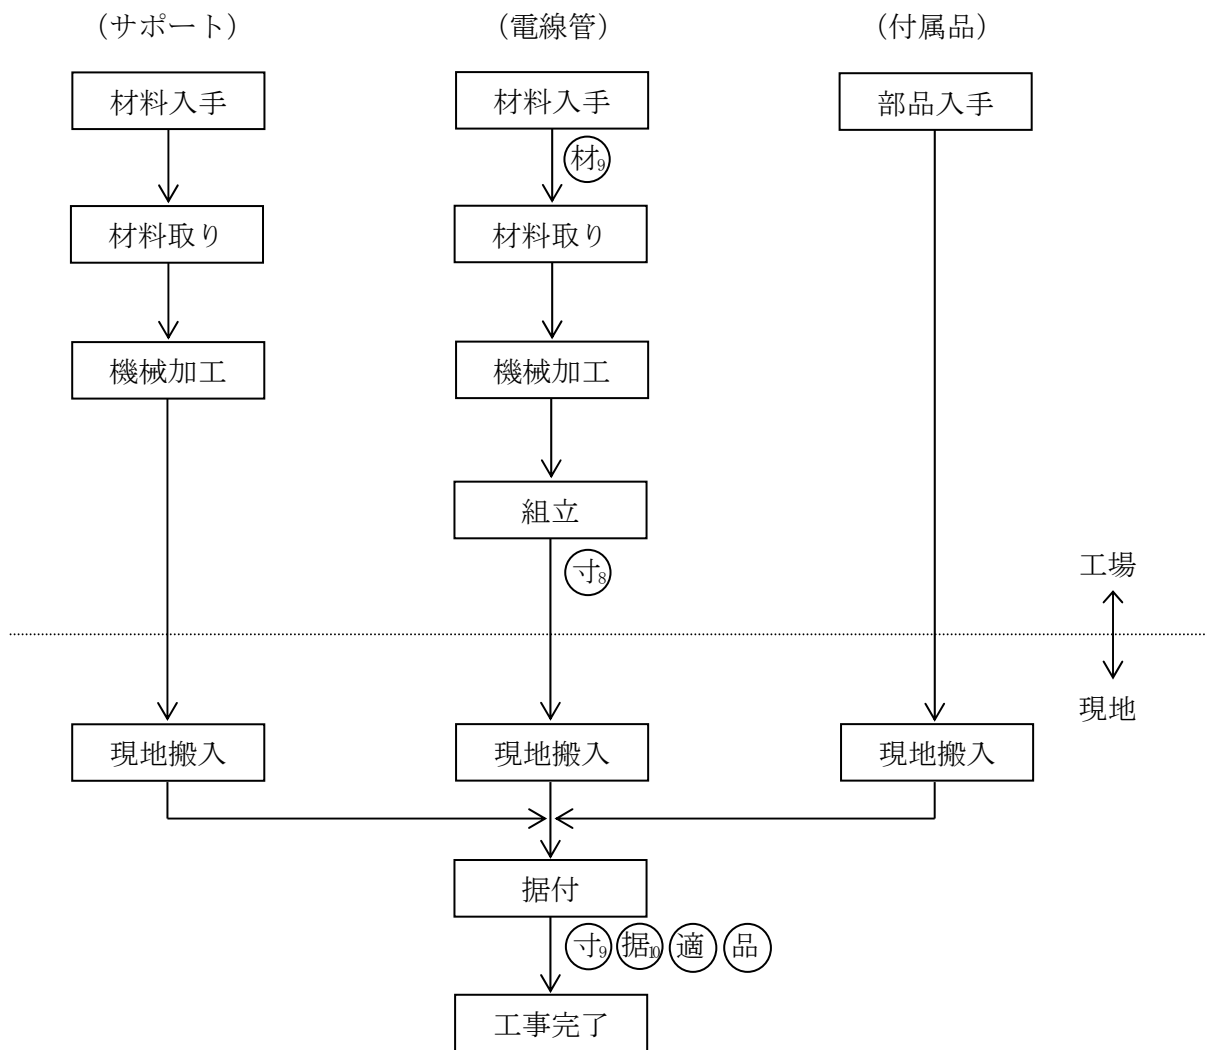 （サポート）
（電線管）
（付属品）
材料入手
材料入手
部品入手
材9
材料取り
材料取り
機械加工
機械加工
組立
寸8
工場
現地
現地搬入
現地搬入
現地搬入
据付
寸9 据10 適 品
工事完了